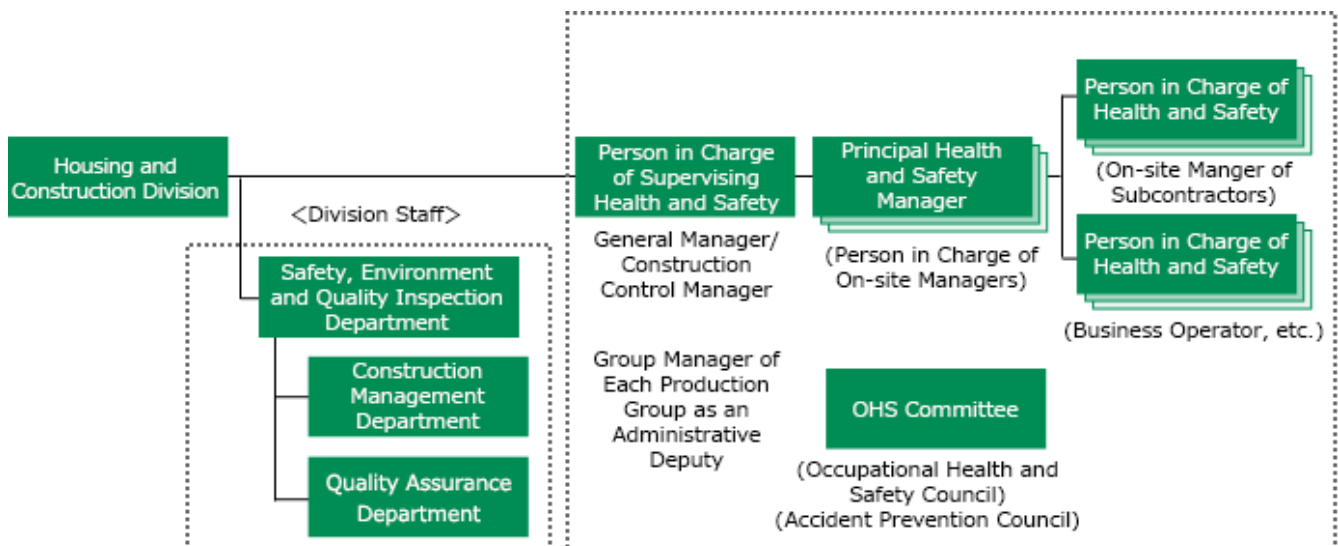 Housing and
Construction Division
<Division Staff>
Safety, Environment
and Quality Inspection
Department
Construction
Management
Department
Quality Assurance
Department
Person in Charge
of Supervising
Health and Safety
General Manager/
Construction
Control Manager
Group Manager of
Each Production
Group as an
Administrative
Deputy
Principal Health
and Safety
Manager
(Person in Charge of
On-site Managers)
OHS Committee
(Occupational Health and
Safety Council)
(Accident Prevention Council)
Person in Charge of
Health and Safety
(On-site Manger of
Subcontractors)
Person in Charge of
Health and Safety
(Business Operator, etc.)